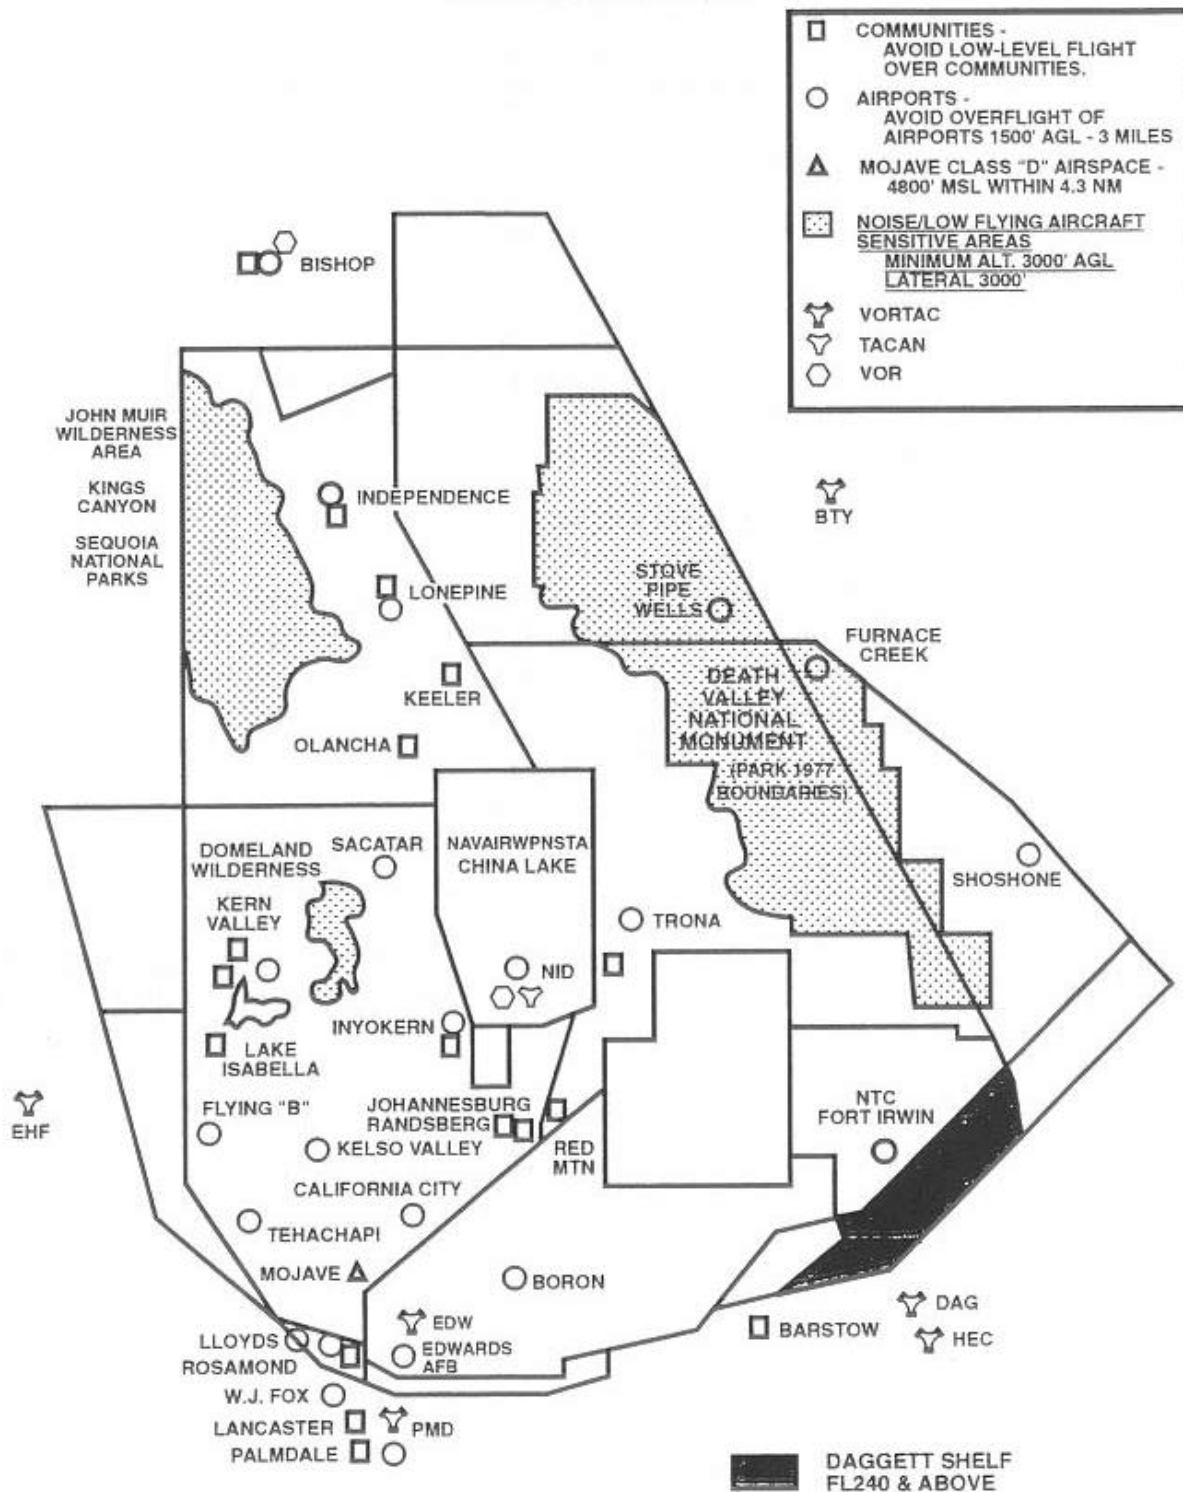 COMMUNITIES -
AVOID LOW-LEVEL FLIGHT
OVER COMMUNITIES.
AIRPORTS -
AVOID OVERFLIGHT OF
AIRPORTS 1500' AGL - 3 MILES
MOJAVE CLASS "D" AIRSPACE -
4800' MSL WITHIN 4.3 NM
NOISE/LOW FLYING AIRCRAFT
SENSITIVE AREAS
MINIMUM ALT. 3000' AGL
LATERAL 3000'
VORTAC
TACAN
VOR
BISHOP
JOHN MUIR
WILDERNESS
AREA
KINGS
CANYON
SEQUOIA
NATIONAL
PARKS
INDEPENDENCE
BTY
LONEPINE
STOVE
PIPE
WELLS
FURNACE
CREEK
KEELER
DEATH
VALLEY
NATIONAL
MONUMENT
(PARK 1977
BOUNDARIES)
OLANCHA
SACATAR
DOMELAND
WILDERNESS
NAVAIRWPNSTA
CHINA LAKE
SHOSHONE
KERN
VALLEY
TRONA
NID
INYOKERN
LAKE
ISABELLA
EHF
FLYING "B"
JOHANNESBURG
RANDSBERG
NTC
FORT IRWIN
KELSO VALLEY
RED
MTN
CALIFORNIA CITY
TEHACHAPI
MOJAVE
BORON
EDW
EDWARDS
AFB
BARSTOW
DAG
HEC
LLOYDS
ROSAMOND
W.J. FOX
LANCASTER
PMD
PALMDALE
DAGGETT SHELF
FL240 & ABOVE